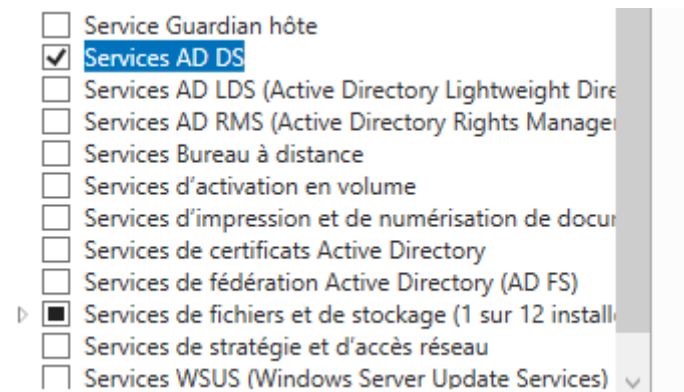 Service Guardian hôte
Services AD DS
Services AD LDS (Active Directory Lightweight Dire
Services AD RMS (Active Directory Rights Manager
Services Bureau à distance
Services d’activation en volume
Services d’impression et de numérisation de docur
Services de certificats Active Directory
Services de fédération Active Directory (AD FS)
Services de fichiers et de stockage (1 sur 12 install
Services de stratégie et d’accès réseau
Services WSUS (Windows Server Update Services)